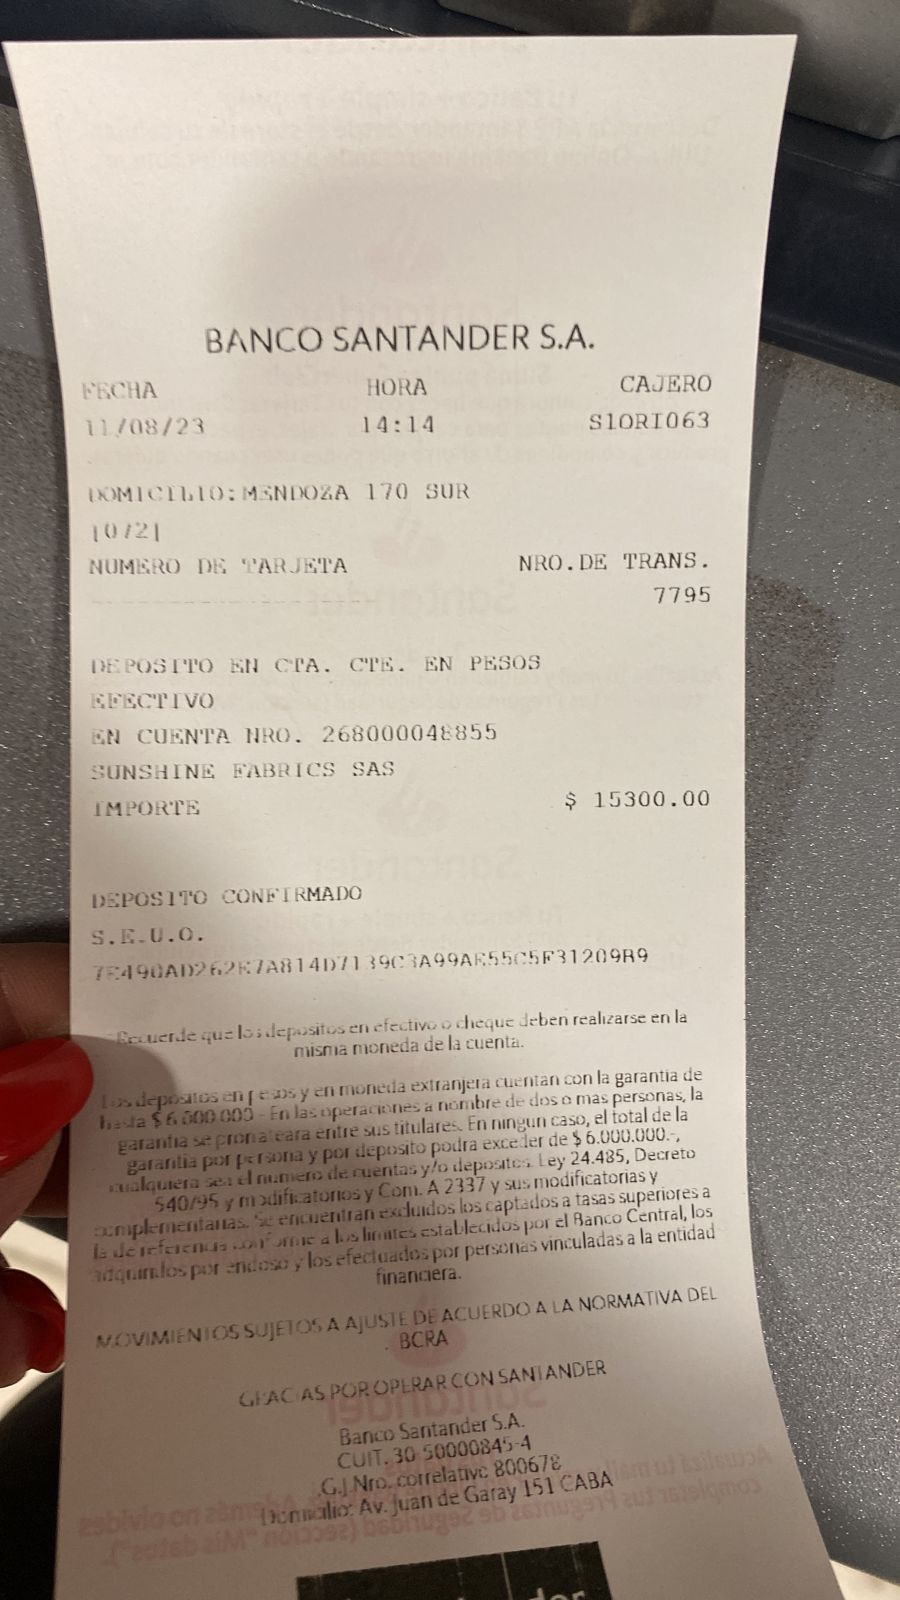 BANCO SANTANDER S.A.
FECHA HORA CAJERO
11/08/23 14:14 S1ORI063
DOMICILIO:MENDOZA 170 SUR
|072|
NUMERO DE TARJETA NRO.DE TRANS.
7795
DEPOSITO EN CTA. CTE. EN PESOS
EFECTIVO
EN CUENTA NRO. 268000048855
SUNSHINE FABRICS SAS
IMPORTE $ 15300.00
DEPOSITO CONFIRMADO
S.E.U.O.
7E490AD262E7A814D7139C3A99AE55C5F31209B9
Recuerde que los depositos en efectivo o cheque deben realizarse en la
misma moneda de la cuenta.
Los depositos en pesos y en moneda extranjera cuentan con la garantia de
hasta $ 6.000.000 - En las operaciones a nombre de dos o mas personas, la
garantia se prorrateara entre sus titulares. En ningun caso, el total de la
garantia por persona y por deposito podra exceder de $ 6.000.000.-,
cualquiera sea el numero de cuentas y/o depositos. Ley 24.485, Decreto
540/95 y modificatorios y Com. A 2337 y sus modificatorias y
complementarias. Se encuentran excluidos los captados a tasas superiores a
la de referencia conforme a los limites establecidos por el Banco Central, los
adquiridos por endoso y los efectuados por personas vinculadas a la entidad
financiera.
MOVIMIENTOS SUJETOS A AJUSTE DE ACUERDO A LA NORMATIVA DEL
. BCRA
GRACIAS POR OPERAR CON SANTANDER
Banco Santander S.A.
CUIT. 30-50000845-4
G.J.Nro. correlativo 800678
Domicilio: Av. Juan de Garay 151 CABA